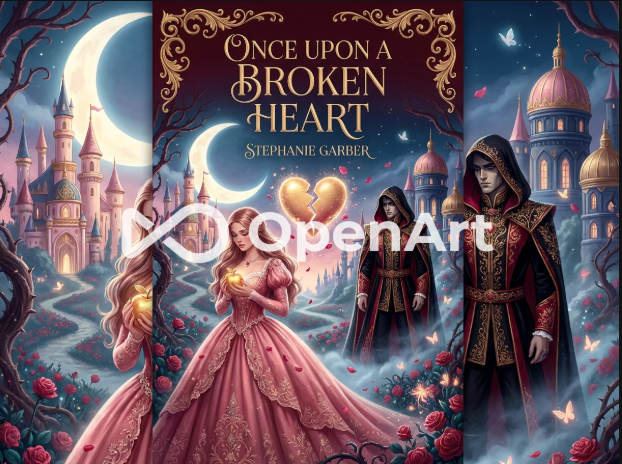 ONCE UPON A
BROKEN
HEART
STEPHANIE GARBER
OpenArt